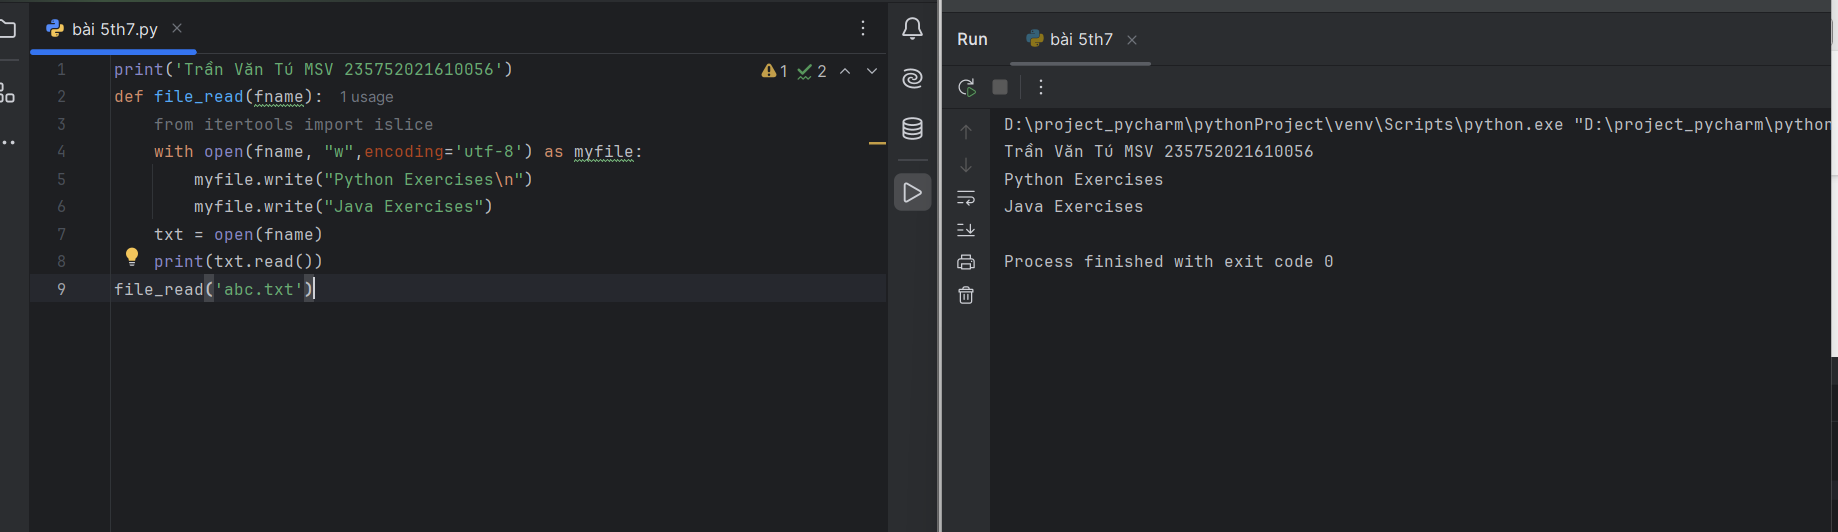 bài 5th7.py
1 print('Trần Văn Tú MSV 235752021610056')
1 2
2 def file_read(fname): 1 usage
3 from itertools import islice
4 with open(fname, "w",encoding='utf-8') as myfile:
5 myfile.write("Python Exercises\n")
6 myfile.write("Java Exercises")
7 txt = open(fname)
8 print(txt.read())
9 file_read('abc.txt')
Run bài 5th7
D:\project_pycharm\pythonProject\venv\Scripts\python.exe "D:\project_pycharm\python
Trần Văn Tú MSV 235752021610056
Python Exercises
Java Exercises
Process finished with exit code 0